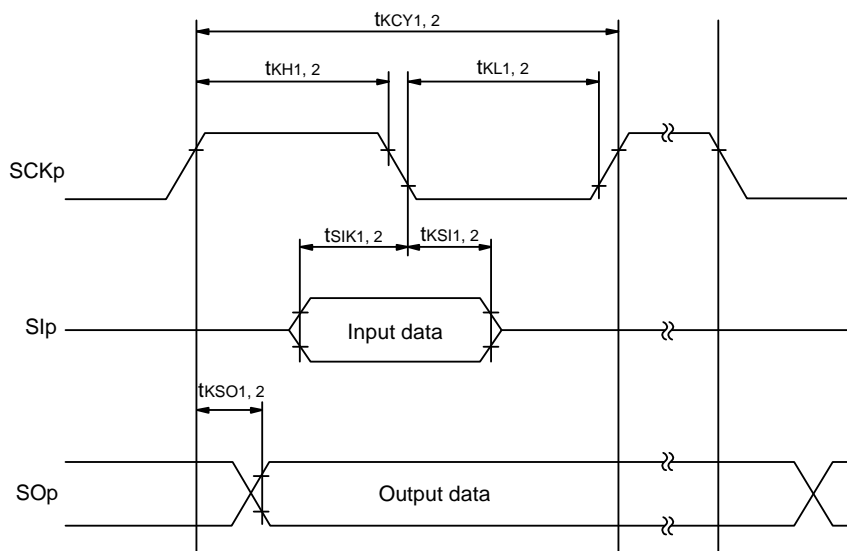 tKCY1, 2
tKH1, 2
tKL1, 2
SCKp
tSIK1, 2
tKSI1, 2
SIp
Input data
tKSO1, 2
SOp
Output data